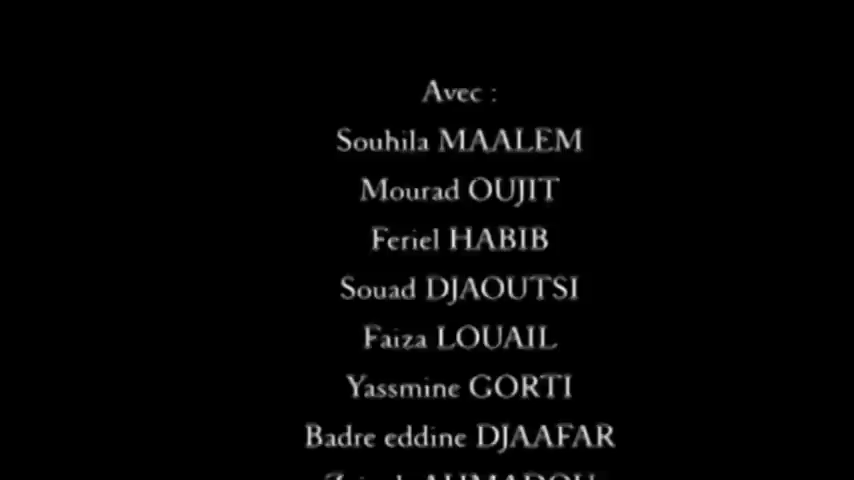 Avec :
Souhila MAALEM
Mourad OUJIT
Feriel HABIB
Souad DJAOUTSI
Faiza LOUAIL
Yassmine GORTI
Badre eddine DJAAFAR